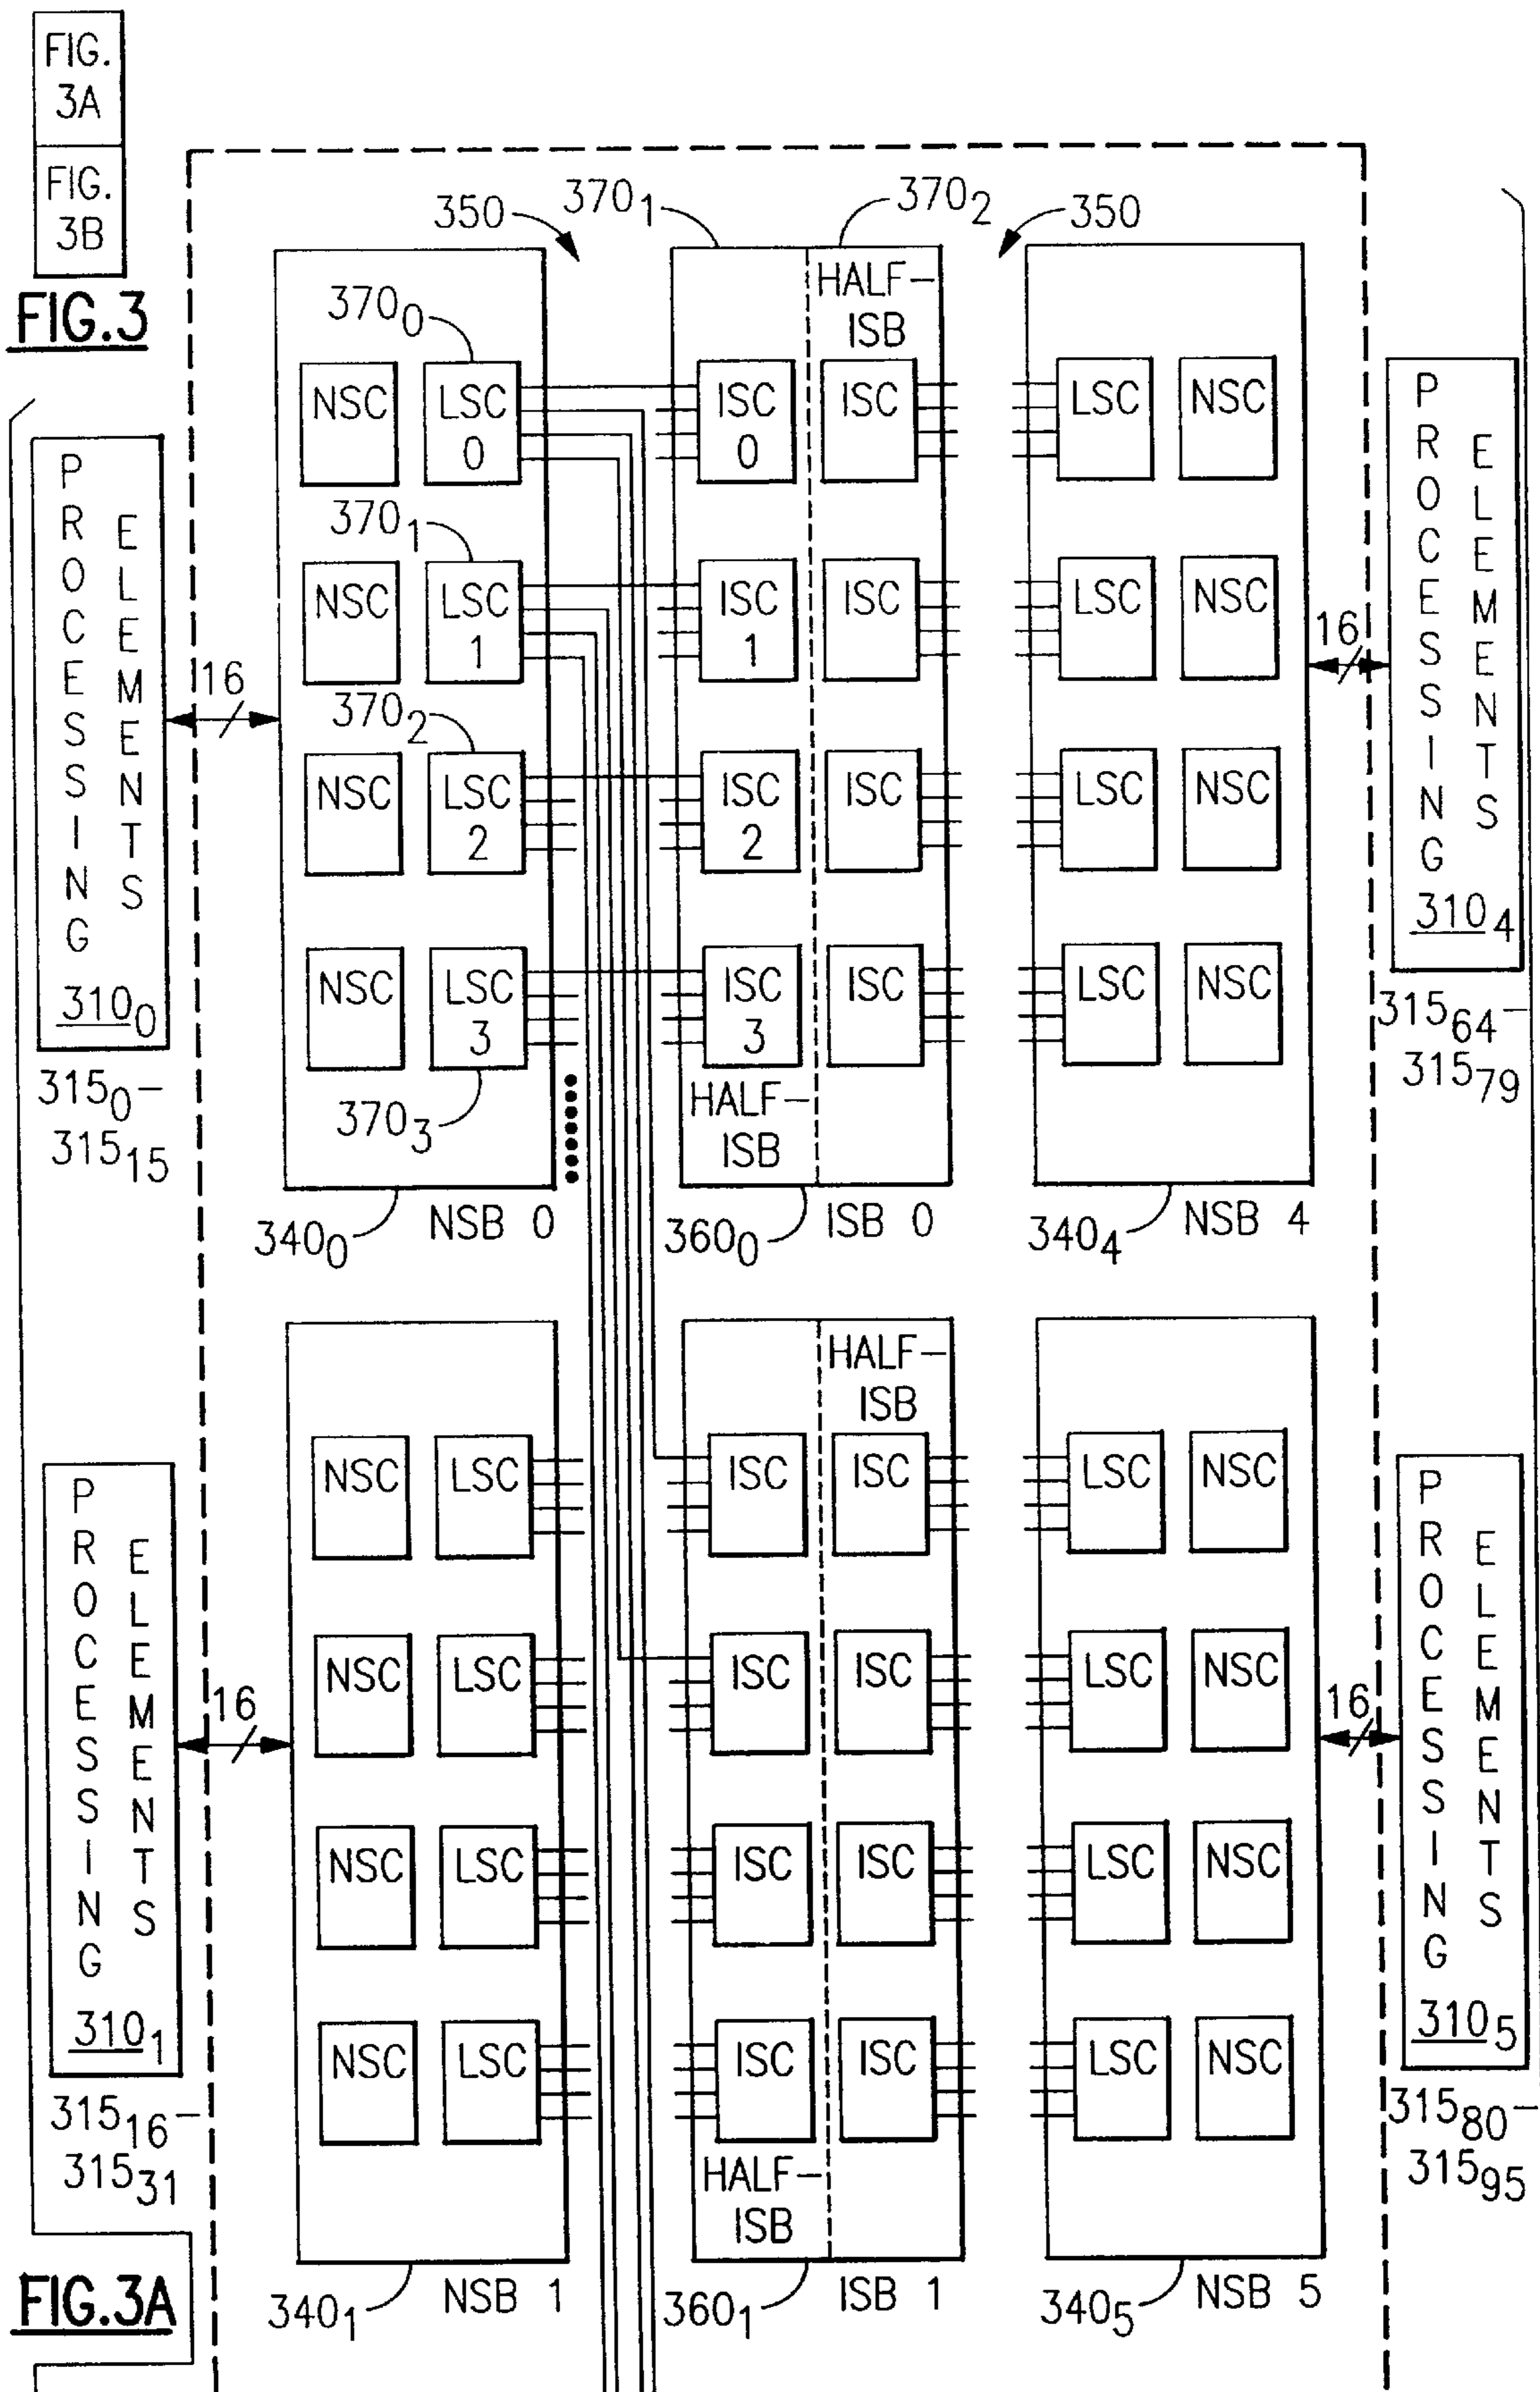 FIG.
3A
FIG.
3B
FIG.3
350
370₁
370₂
350
HALF-
ISB
370₀
NSC
LSC
0
ISC
0
ISC
LSC
NSC
370₁
NSC
LSC
1
ISC
1
ISC
LSC
NSC
370₂
NSC
LSC
2
ISC
2
ISC
LSC
NSC
NSC
LSC
3
ISC
3
ISC
LSC
NSC
370₃
HALF-
ISB
PROCESSING
ELEMENTS
310₀
315₀-
315₁₅
16
16
PROCESSING
ELEMENTS
310₄
315₆₄-
315₇₉
340₀
NSB 0
360₀
ISB 0
340₄
NSB 4
HALF-
ISB
NSC
LSC
ISC
ISC
LSC
NSC
NSC
LSC
ISC
ISC
LSC
NSC
NSC
LSC
ISC
ISC
LSC
NSC
NSC
LSC
ISC
ISC
LSC
NSC
HALF-
ISB
PROCESSING
ELEMENTS
310₁
315₁₆-
315₃₁
16
16
PROCESSING
ELEMENTS
310₅
315₈₀-
315₉₅
340₁
NSB 1
360₁
ISB 1
340₅
NSB 5
FIG.3A